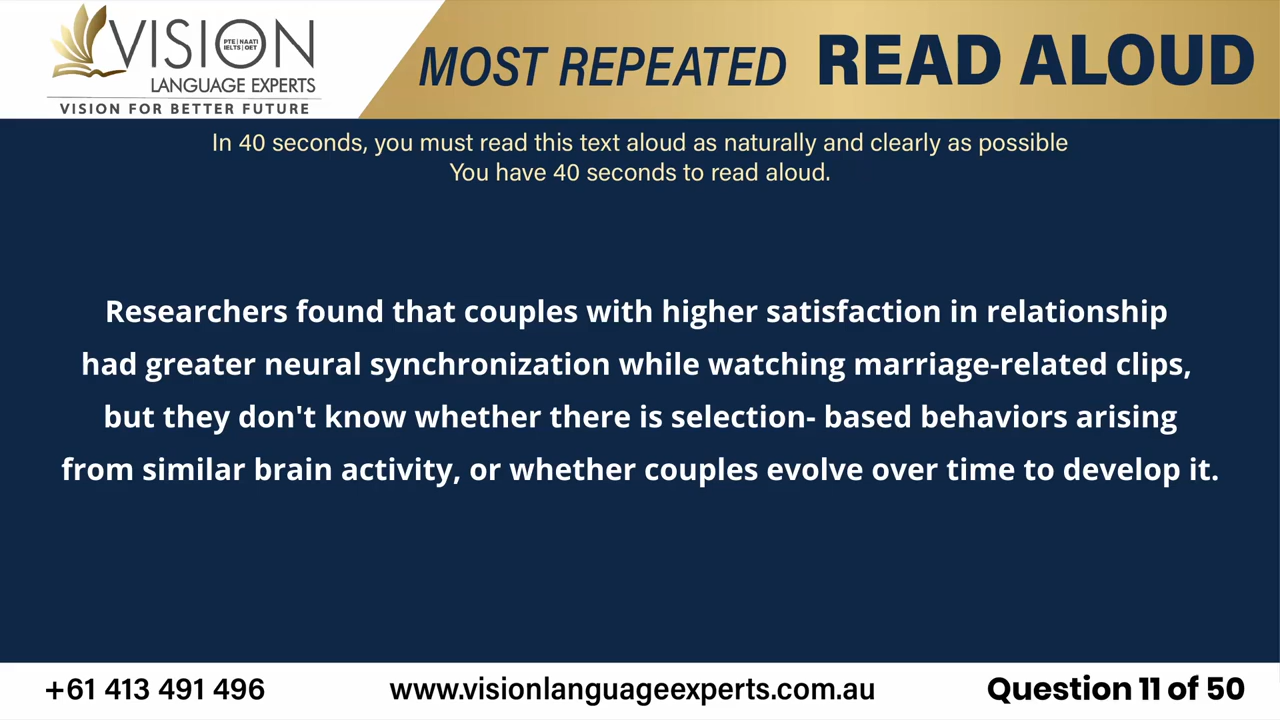 VISION
PTE | NAATI
IELTS | OET
LANGUAGE EXPERTS
VISION FOR BETTER FUTURE
MOST REPEATED READ ALOUD
In 40 seconds, you must read this text aloud as naturally and clearly as possible
You have 40 seconds to read aloud.
Researchers found that couples with higher satisfaction in relationship
had greater neural synchronization while watching marriage-related clips,
but they don't know whether there is selection- based behaviors arising
from similar brain activity, or whether couples evolve over time to develop it.
+61 413 491 496
www.visionlanguageexperts.com.au
Question 11 of 50